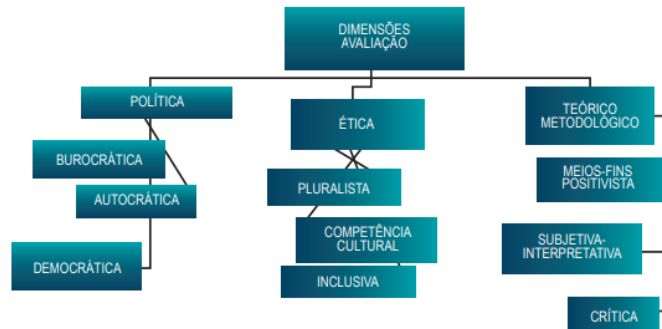 DIMENSÕES
AVALIAÇÃO
POLÍTICA
BUROCRÁTICA
AUTOCRÁTICA
DEMOCRÁTICA
ÉTICA
PLURALISTA
COMPETÊNCIA
CULTURAL
INCLUSIVA
TEÓRICO
METODOLÓGICO
MEIOS-FINS
POSITIVISTA
SUBJETIVA-
INTERPRETATIVA
CRÍTICA